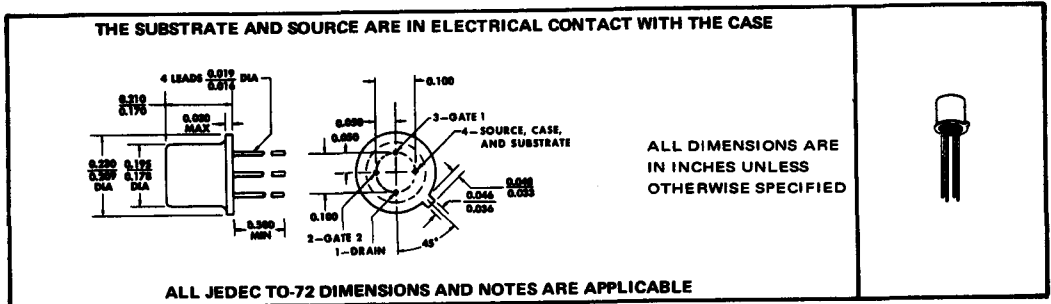 THE SUBSTRATE AND SOURCE ARE IN ELECTRICAL CONTACT WITH THE CASE
4 LEADS 0.019 DIA
0.016
0.210
0.170
0.030
MAX
0.230
0.209
DIA
0.195
0.178
DIA
0.500
MIN
0.100
0.050
0.050
3–GATE 1
4–SOURCE, CASE,
AND SUBSTRATE
0.100
2–GATE 2
1–DRAIN
45°
0.046
0.036
0.048
ALL DIMENSIONS ARE
IN INCHES UNLESS
OTHERWISE SPECIFIED
ALL JEDEC TO-72 DIMENSIONS AND NOTES ARE APPLICABLE